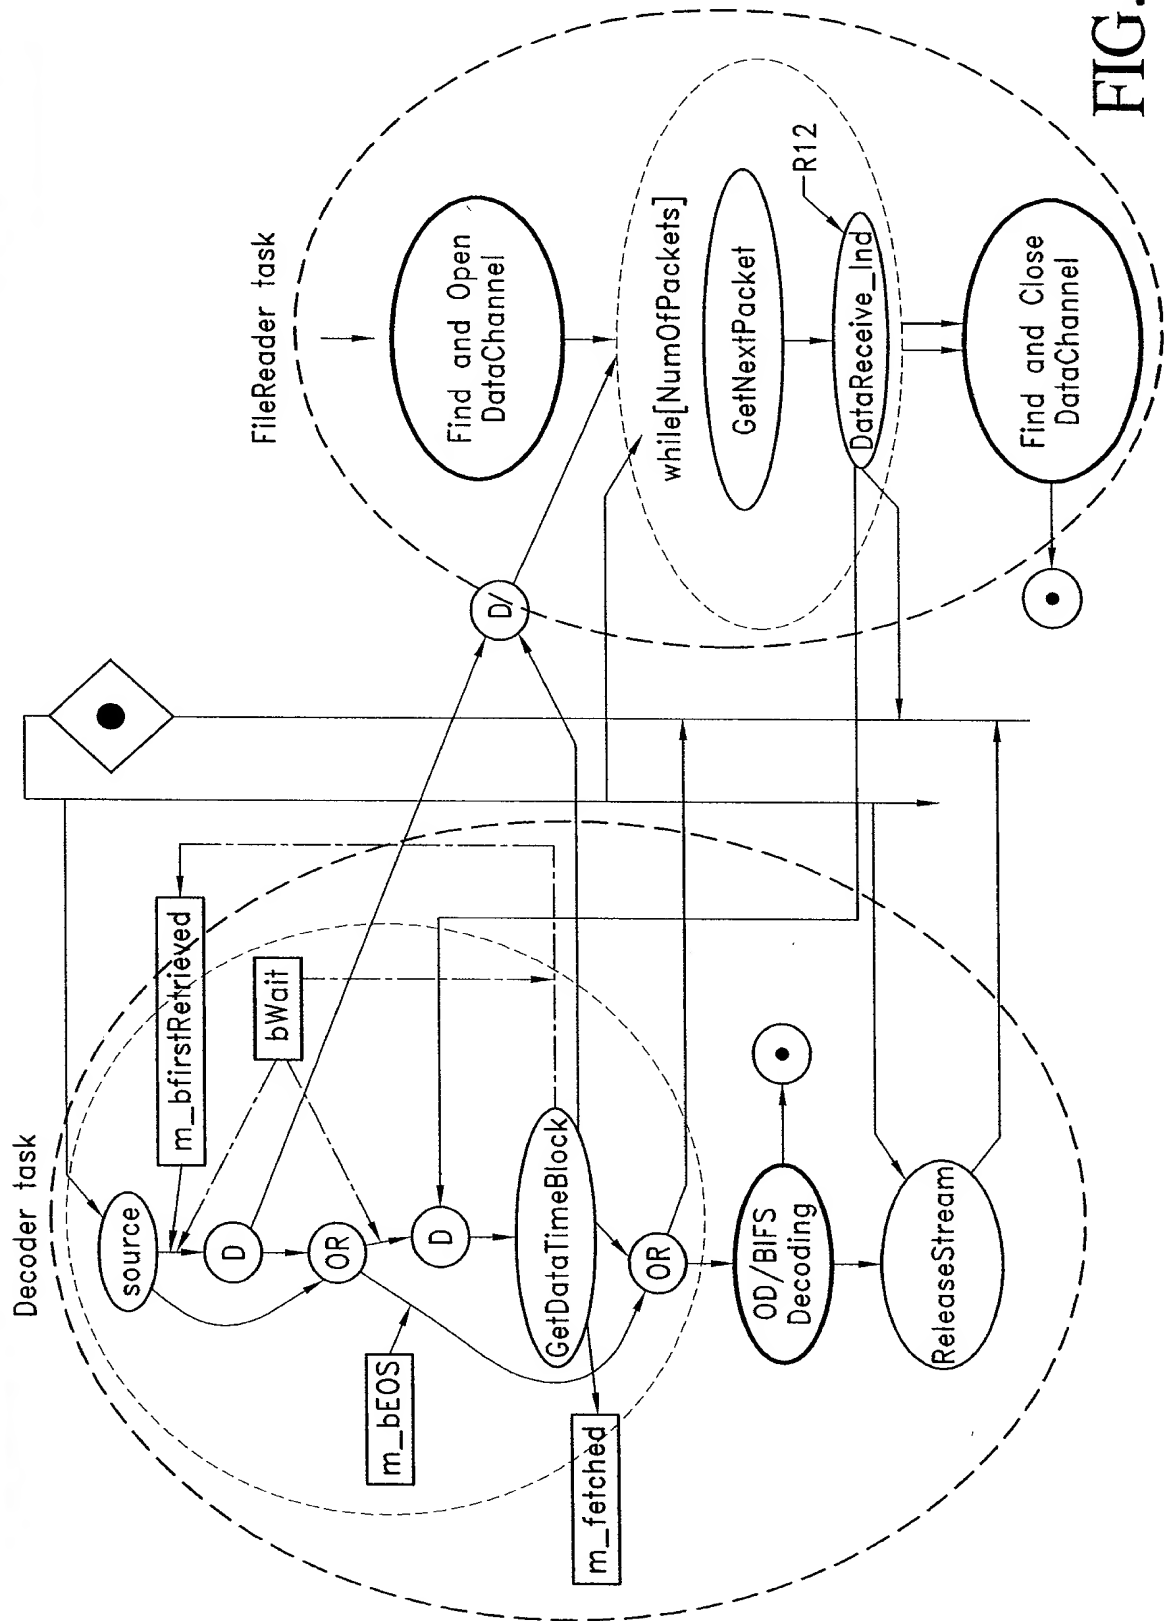 Decoder task
source
m_bfirstRetrieved
D
bWait
OR
m_bEOS
D
GetDataTimeBlock
m_fetched
OR
OD/BIFS
Decoding
ReleaseStream
D
FileReader task
Find and Open
DataChannel
while[NumOfPackets]
GetNextPacket
DataReceive_Ind
R12
Find and Close
DataChannel
FIG.